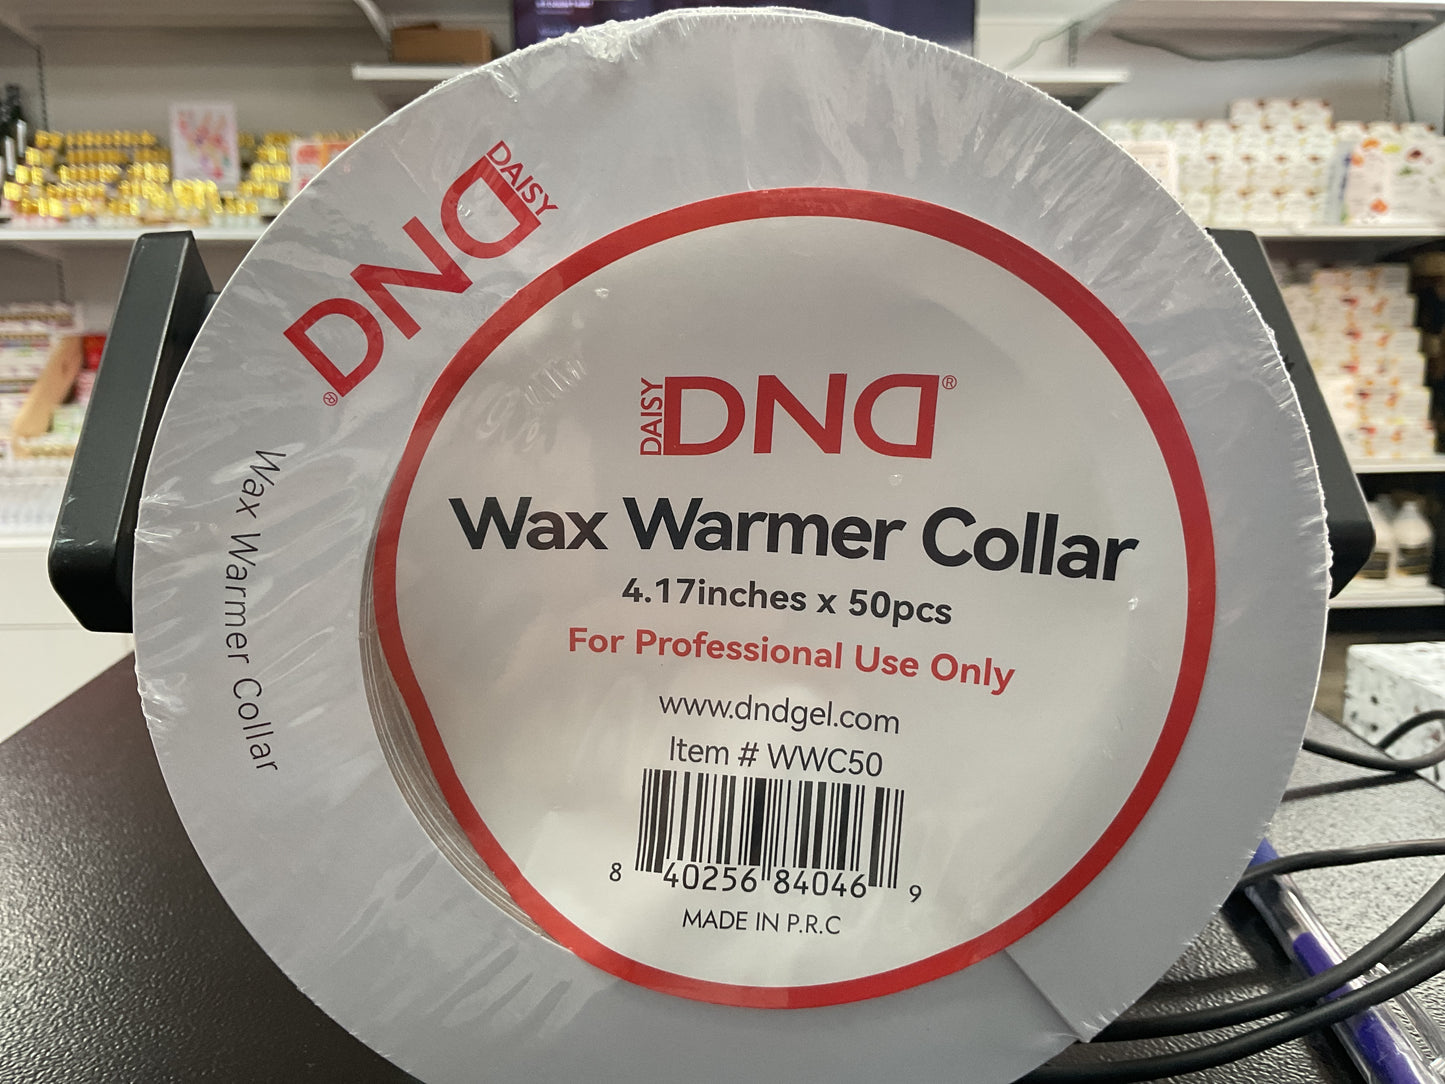 DAISY
DND®
Wax Warmer Collar
DAISY DND®
Wax Warmer Collar
4.17inches x 50pcs
For Professional Use Only
www.dndgel.com
Item # WWC50
8 40256 84046 9
MADE IN P.R.C